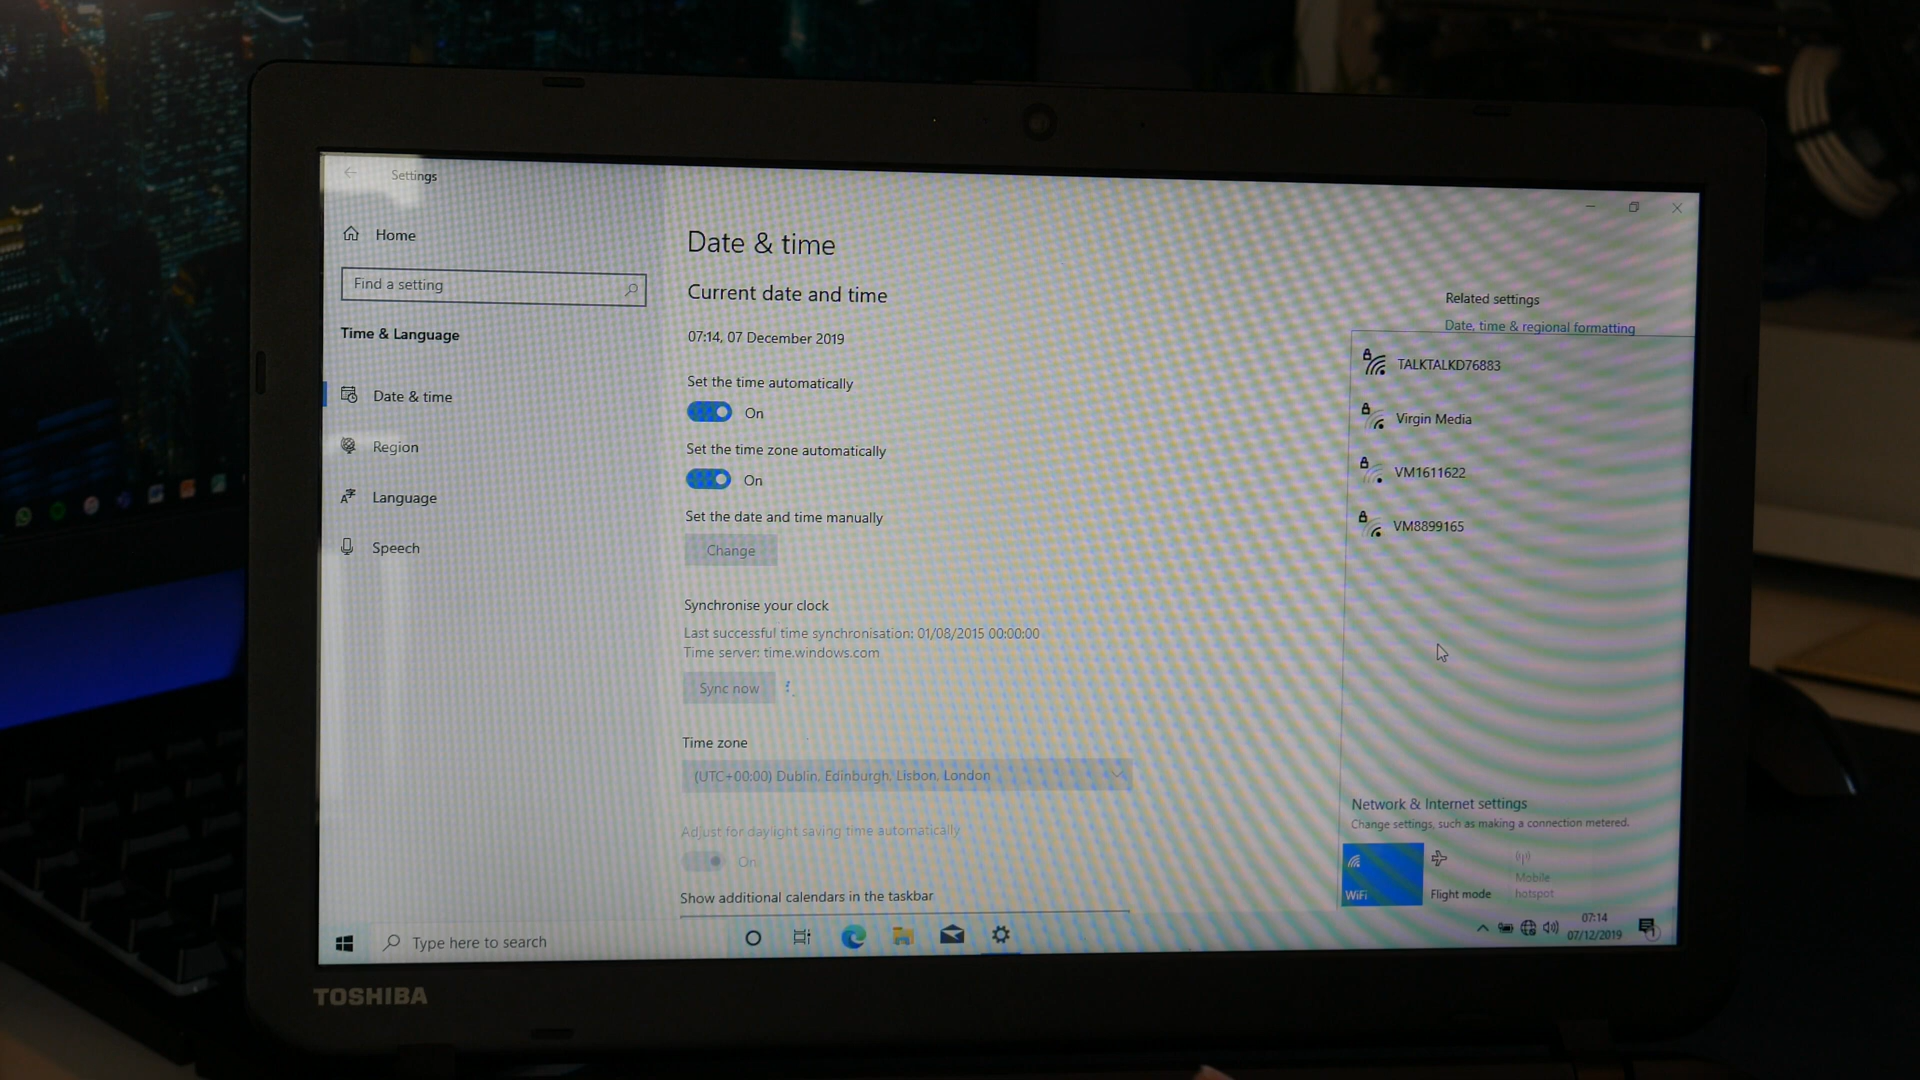 Settings
Home
Find a setting
Time & Language
Date & time
Region
Language
Speech
Date & time
Current date and time
07:14, 07 December 2019
Set the time automatically
On
Set the time zone automatically
On
Set the date and time manually
Change
Synchronise your clock
Last successful time synchronisation: 01/08/2015 00:00:00
Time server: time.windows.com
Sync now
Time zone
(UTC+00:00) Dublin, Edinburgh, Lisbon, London
Adjust for daylight saving time automatically
On
Show additional calendars in the taskbar
Related settings
Date, time & regional formatting
TALKTALKD76883
Virgin Media
VM1611622
VM8899165
Network & Internet settings
Change settings, such as making a connection metered.
WiFi
Flight mode
Mobile
hotspot
Type here to search
07:14
07/12/2019
1
TOSHIBA